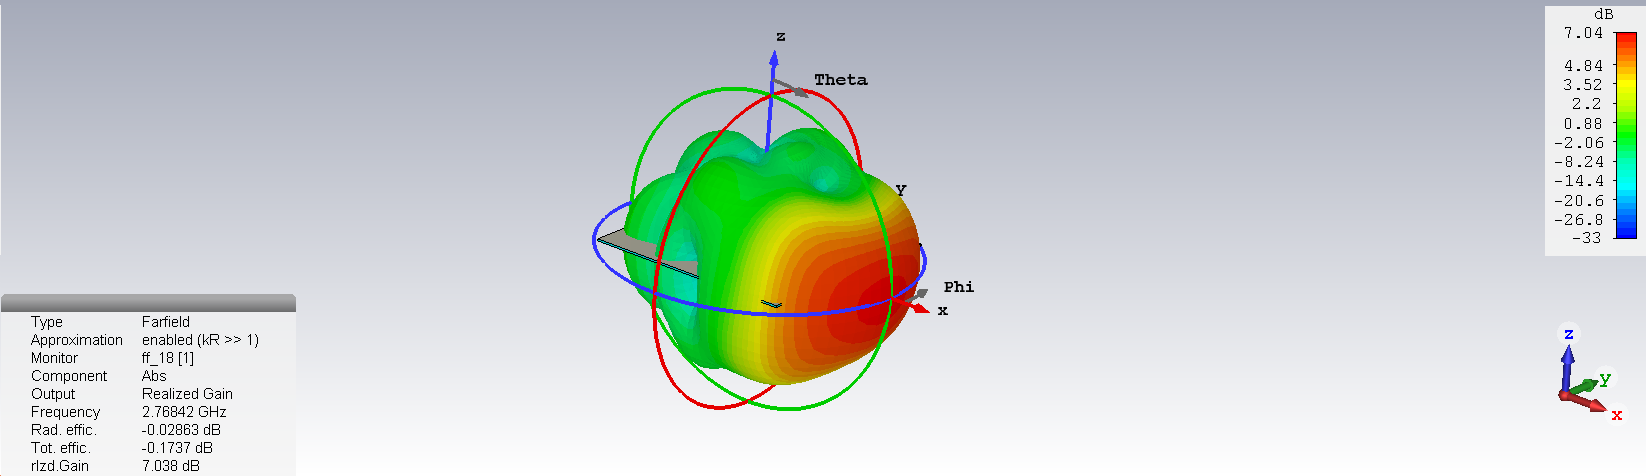 dB
7.04
4.84
3.52
2.2
0.88
-2.06
-8.24
-14.4
-20.6
-26.8
-33
z
Theta
Y
Phi
x
Type Farfield
Approximation enabled (kR >> 1)
Monitor ff_18 [1]
Component Abs
Output Realized Gain
Frequency 2.76842 GHz
Rad. effic. -0.02863 dB
Tot. effic. -0.1737 dB
rlzd.Gain 7.038 dB
z
y
x